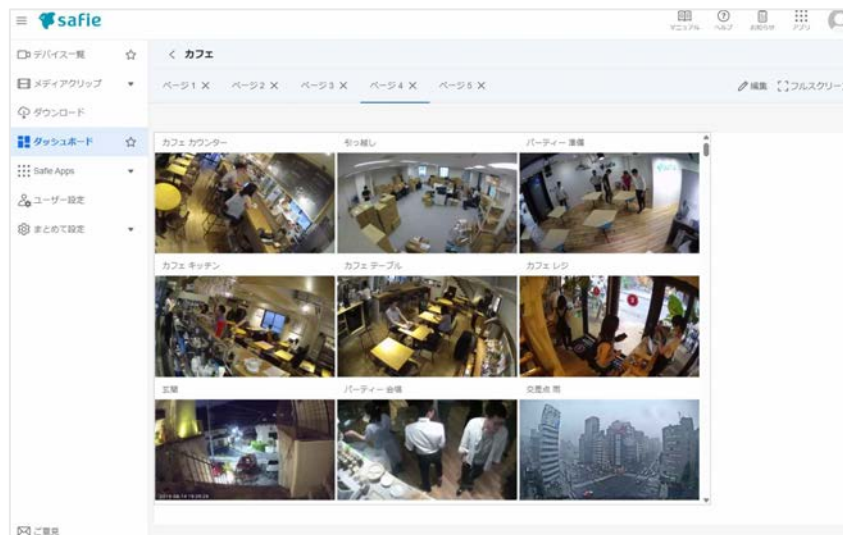 safie
マニュアル
ヘルプ
お知らせ
アプリ
デバイス一覧
メディアクリップ
ダウンロード
ダッシュボード
Safie Apps
ユーザー設定
まとめて設定
ご意見
カフェ
ページ1 ページ2 ページ3 ページ4 ページ5
編集 フルスクリーン
カフェ カウンター
引っ越し
パーティー 準備
カフェ キッチン
カフェ テーブル
カフェ レジ
玄関
パーティー 会場
交差点 雨